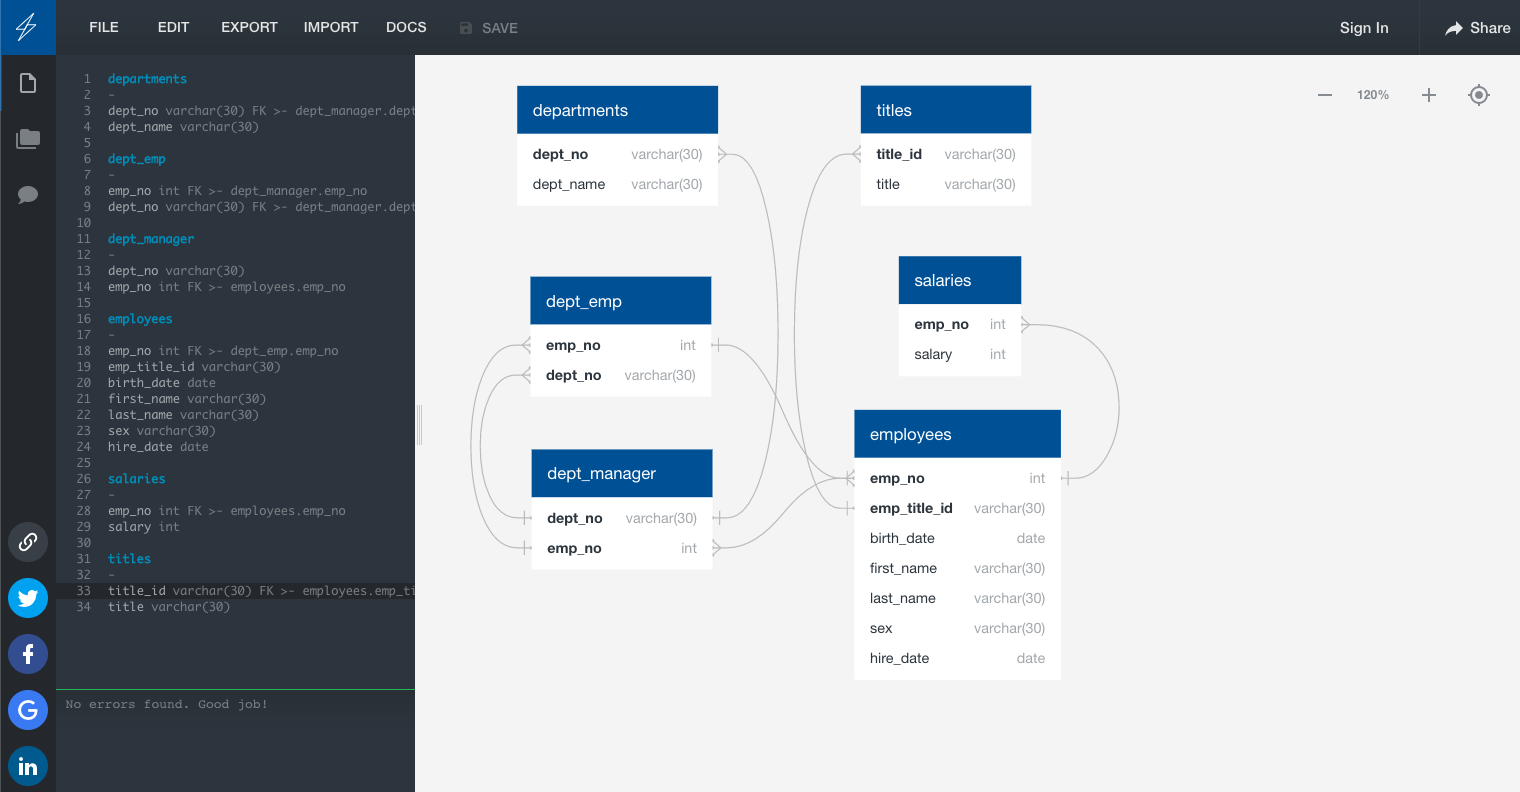 FILE EDIT EXPORT IMPORT DOCS SAVE Sign In Share
1 departments
2 -
3 dept_no varchar(30) FK >- dept_manager.dept
4 dept_name varchar(30)
5
6 dept_emp
7 -
8 emp_no int FK >- dept_manager.emp_no
9 dept_no varchar(30) FK >- dept_manager.dept
10
11 dept_manager
12 -
13 dept_no varchar(30)
14 emp_no int FK >- employees.emp_no
15
16 employees
17 -
18 emp_no int FK >- dept_emp.emp_no
19 emp_title_id varchar(30)
20 birth_date date
21 first_name varchar(30)
22 last_name varchar(30)
23 sex varchar(30)
24 hire_date date
25
26 salaries
27 -
28 emp_no int FK >- employees.emp_no
29 salary int
30
31 titles
32 -
33 title_id varchar(30) FK >- employees.emp_ti
34 title varchar(30)
No errors found. Good job!
120%
departments
dept_no varchar(30)
dept_name varchar(30)
titles
title_id varchar(30)
title varchar(30)
dept_emp
emp_no int
dept_no varchar(30)
salaries
emp_no int
salary int
dept_manager
dept_no varchar(30)
emp_no int
employees
emp_no int
emp_title_id varchar(30)
birth_date date
first_name varchar(30)
last_name varchar(30)
sex varchar(30)
hire_date date
f
G
in